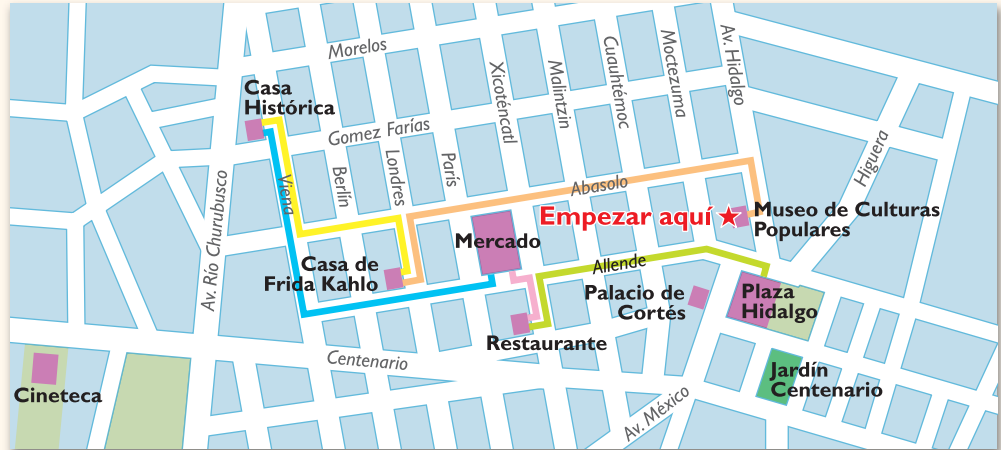 Morelos
Av. Hidalgo
Casa
Histórica
Xicoténcatl
Malintzin
Cuauhtémoc
Moctezuma
Gomez Farías
Higuera
Viena
Berlín
Londres
París
Abasolo
Av. Río Churubusco
Empezar aquí
Museo de Culturas
Populares
Mercado
Casa de
Frida Kahlo
Allende
Palacio de
Cortés
Plaza
Hidalgo
Restaurante
Centenario
Jardín
Centenario
Cineteca
Av. México